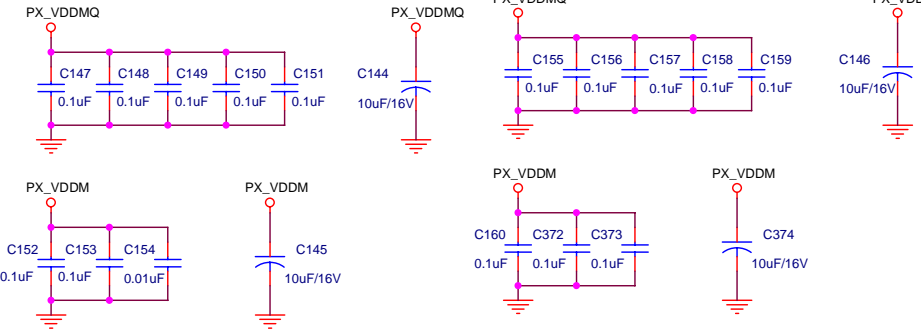 PX_VDDMQ
C147 C148 C149 C150 C151
0.1uF 0.1uF 0.1uF 0.1uF 0.1uF
PX_VDDMQ
C144
10uF/16V
PX_VDDMQ
C155 C156 C157 C158 C159
0.1uF 0.1uF 0.1uF 0.1uF 0.1uF
C146
10uF/16V
PX_VDDM
C152 C153 C154
0.1uF 0.1uF 0.01uF
PX_VDDM
C145
10uF/16V
PX_VDDM
C160 C372 C373
0.1uF 0.1uF 0.1uF
PX_VDDM
C374
10uF/16V